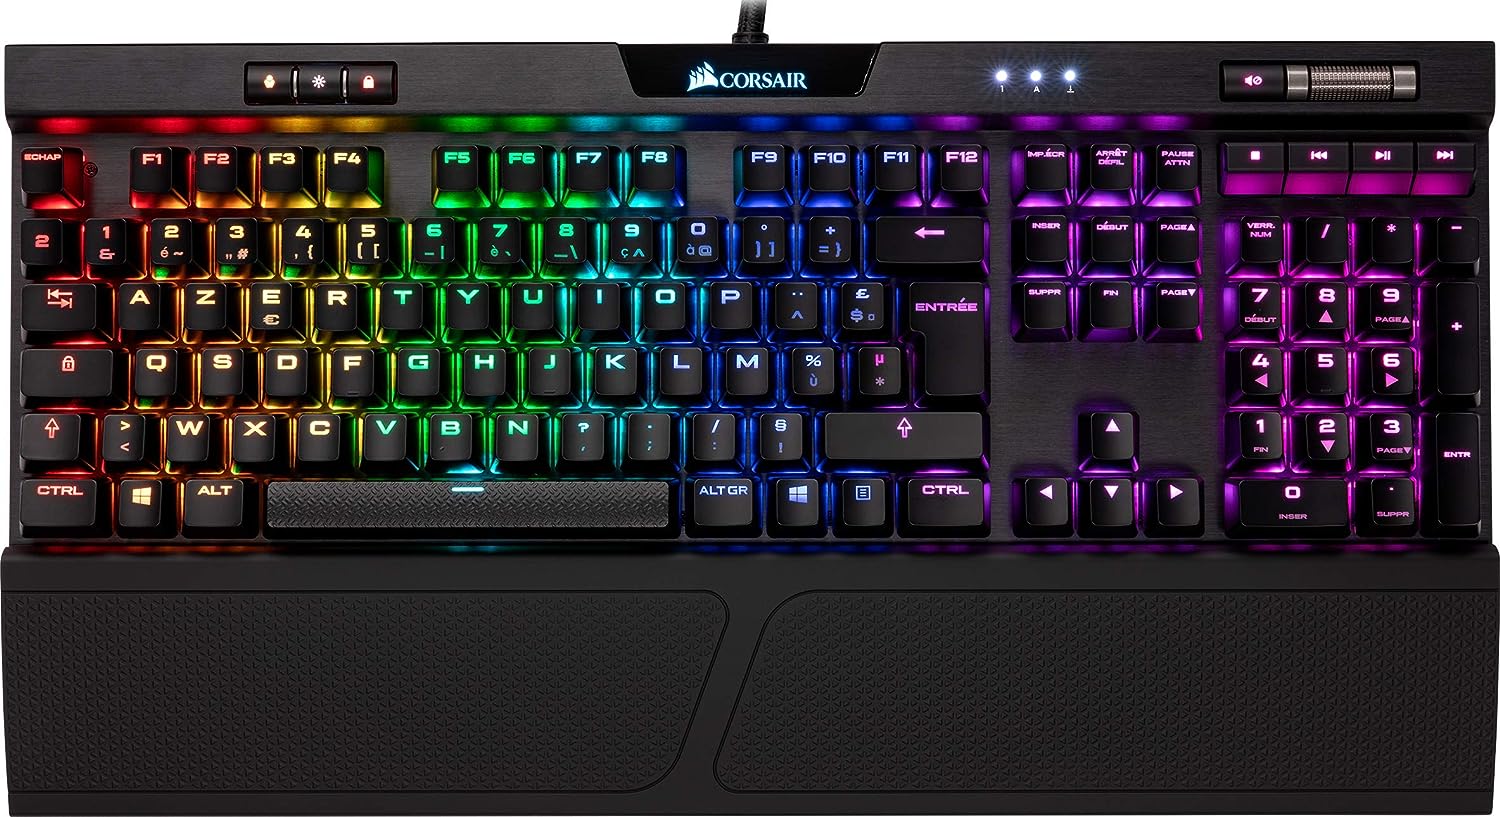 CORSAIR
1 A
ECHAP F1 F2 F3 F4 F5 F6 F7 F8 F9 F10 F11 F12 IMP.ÉCR ARRÊT DÉFIL PAUSE ATTN
2 1 & 2 é ~ 3 „ # 4 , { 5 [ [ 6 - | 7 è ` 8 _ \ 9 ç ^ 0 à @ ° ) ] + = } INSER DÉBUT PAGE▲ VERR. NUM / * -
A Z E € R T Y U I O P ¨ ^ £ $ ¤ ENTRÉE SUPPR FIN PAGE▼ 7 DÉBUT 8 ▲ 9 PAGE▲ +
Q S D F G H J K L M % ù µ * 4 ◀ 5 6 ▶
> < W X C V B N ? , . ; / : § ! ▲ 1 FIN 2 ▼ 3 PAGE▼ ENTR
CTRL ALT ALT GR CTRL ◀ ▼ ▶ 0 INSER . SUPPR